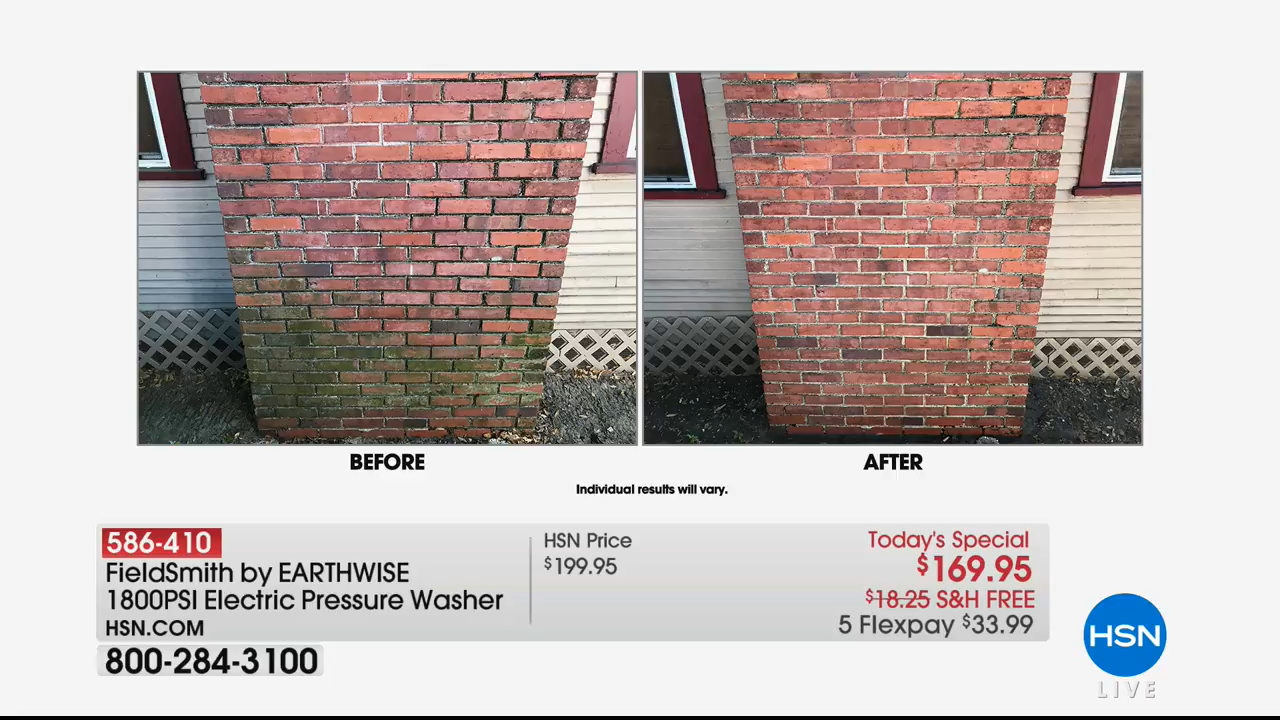 BEFORE
AFTER
Individual results will vary.
586-410
FieldSmith by EARTHWISE
1800PSI Electric Pressure Washer
HSN.COM
800-284-3100
HSN Price
$199.95
Today's Special
$169.95
$18.25 S&H FREE
5 Flexpay $33.99
HSN
LIVE